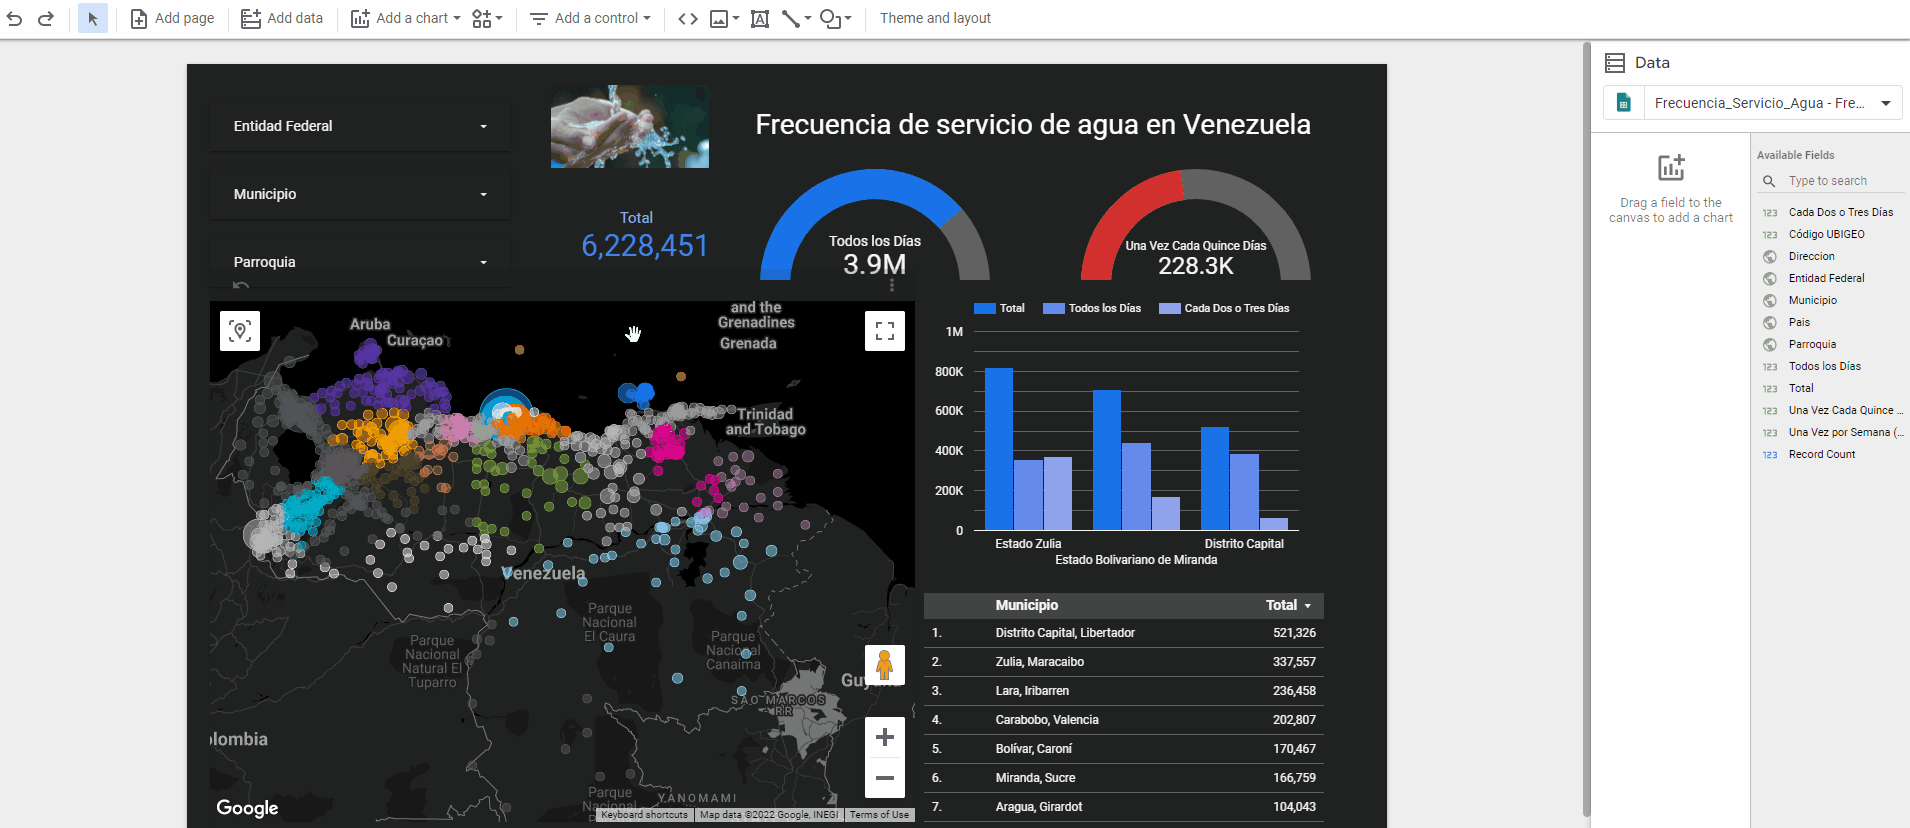 Add page
Add data
Add a chart
Add a control
Theme and layout
Data
Frecuencia_Servicio_Agua - Fre...
Drag a field to the
canvas to add a chart
Available Fields
Type to search
123 Cada Dos o Tres Días
123 Código UBIGEO
Direccion
Entidad Federal
Municipio
Pais
Parroquia
123 Todos los Días
123 Total
123 Una Vez Cada Quince ...
123 Una Vez por Semana (...
123 Record Count
Entidad Federal
Municipio
Parroquia
Total
6,228,451
Frecuencia de servicio de agua en Venezuela
Todos los Días
3.9M
Una Vez Cada Quince Días
228.3K
Aruba
Curaçao
and the
Grenadines
Grenada
Trinidad
and Tobago
Venezuela
Parque
Nacional
El Caura
Parque
Nacional
Canaima
Parque
Nacional
Natural El
Tuparro
SÃO MARCOS
RR
lombia
YANOMAMI
Parque
Nacional
Google
Keyboard shortcuts
Map data ©2022 Google, INEGI
Terms of Use
Total
Todos los Días
Cada Dos o Tres Días
1M
800K
600K
400K
200K
0
Estado Zulia
Estado Bolivariano de Miranda
Distrito Capital
Municipio Total
1. Distrito Capital, Libertador 521,326
2. Zulia, Maracaibo 337,557
3. Lara, Iribarren 236,458
4. Carabobo, Valencia 202,807
5. Bolívar, Caroní 170,467
6. Miranda, Sucre 166,759
7. Aragua, Girardot 104,043